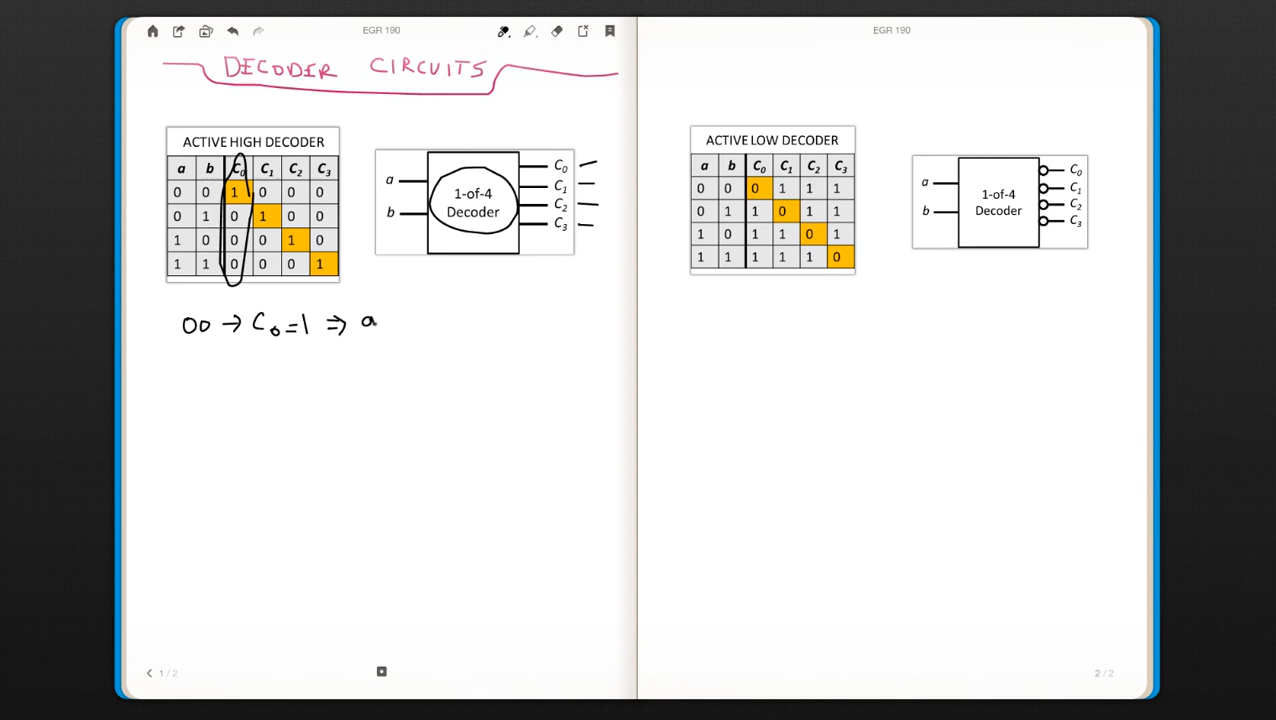 EGR 190
DECODER CIRCUITS
ACTIVE HIGH DECODER
a b C₀ C₁ C₂ C₃
0 0 1 0 0 0
0 1 0 1 0 0
1 0 0 0 1 0
1 1 0 0 0 1
a
b
1-of-4
Decoder
C₀
C₁
C₂
C₃
00 → C₀ = 1 ⇒ a
1 / 2
EGR 190
ACTIVE LOW DECODER
a b C₀ C₁ C₂ C₃
0 0 0 1 1 1
0 1 1 0 1 1
1 0 1 1 0 1
1 1 1 1 1 0
a
b
1-of-4
Decoder
C₀
C₁
C₂
C₃
2 / 2